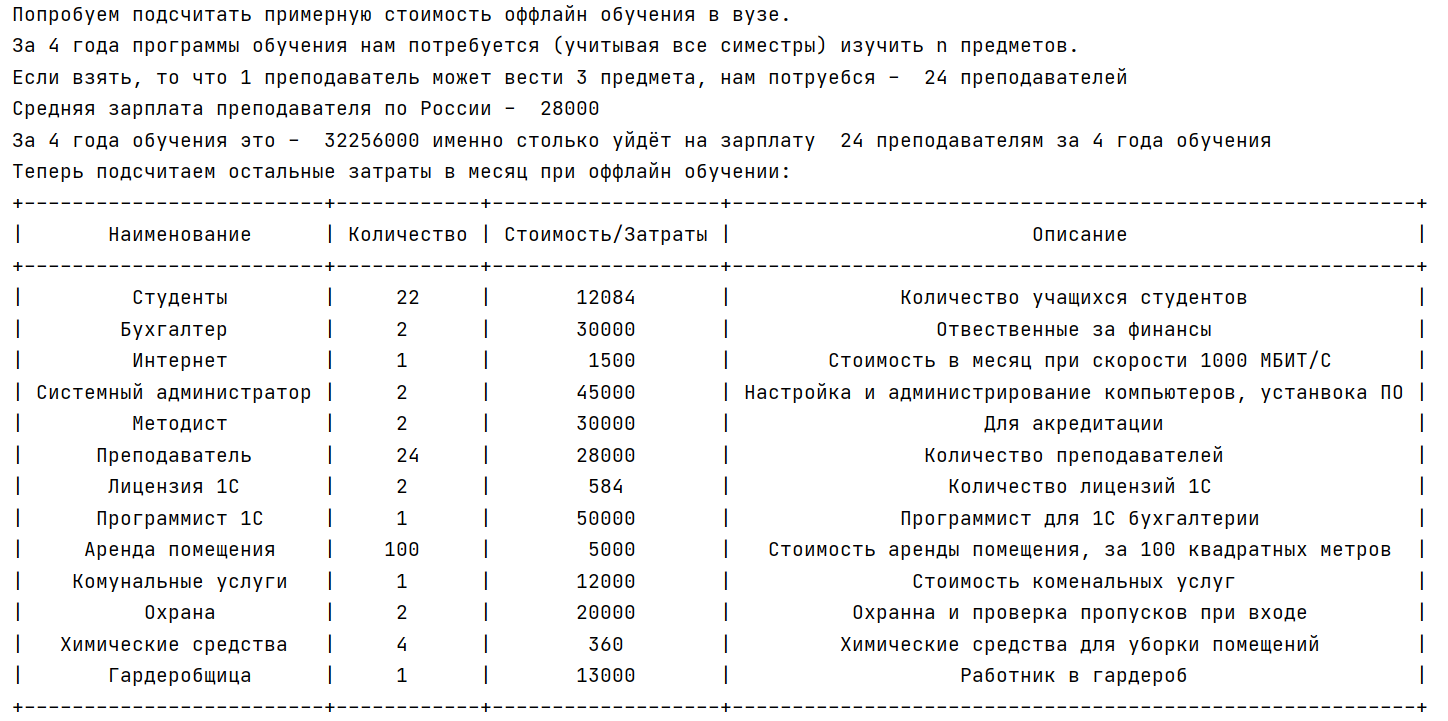 Попробуем подсчитать примерную стоимость оффлайн обучения в вузе.
За 4 года программы обучения нам потребуется (учитывая все симестры) изучить n предметов.
Если взять, то что 1 преподаватель может вести 3 предмета, нам потруебся -  24 преподавателей
Средняя зарплата преподавателя по России -  28000
За 4 года обучения это -  32256000 именно столько уйдёт на зарплату  24 преподавателям за 4 года обучения
Теперь подсчитаем остальные затраты в месяц при оффлайн обучении:
+-------------------------+------------+-------------------+---------------------------------------------------------+
| Наименование | Количество | Стоимость/Затраты | Описание |
+-------------------------+------------+-------------------+---------------------------------------------------------+
| Студенты | 22 | 12084 | Количество учащихся студентов |
| Бухгалтер | 2 | 30000 | Отвественные за финансы |
| Интернет | 1 | 1500 | Стоимость в месяц при скорости 1000 МБИТ/С |
| Системный администратор | 2 | 45000 | Настройка и администрирование компьютеров, устанвока ПО |
| Методист | 2 | 30000 | Для акредитации |
| Преподаватель | 24 | 28000 | Количество преподавателей |
| Лицензия 1С | 2 | 584 | Количество лицензий 1С |
| Программист 1С | 1 | 50000 | Программист для 1С бухгалтерии |
| Аренда помещения | 100 | 5000 | Стоимость аренды помещения, за 100 квадратных метров |
| Комунальные услуги | 1 | 12000 | Стоимость коменальных услуг |
| Охрана | 2 | 20000 | Охранна и проверка пропусков при входе |
| Химические средства | 4 | 360 | Химические средства для уборки помещений |
| Гардеробщица | 1 | 13000 | Работник в гардероб |
+-------------------------+------------+-------------------+---------------------------------------------------------+